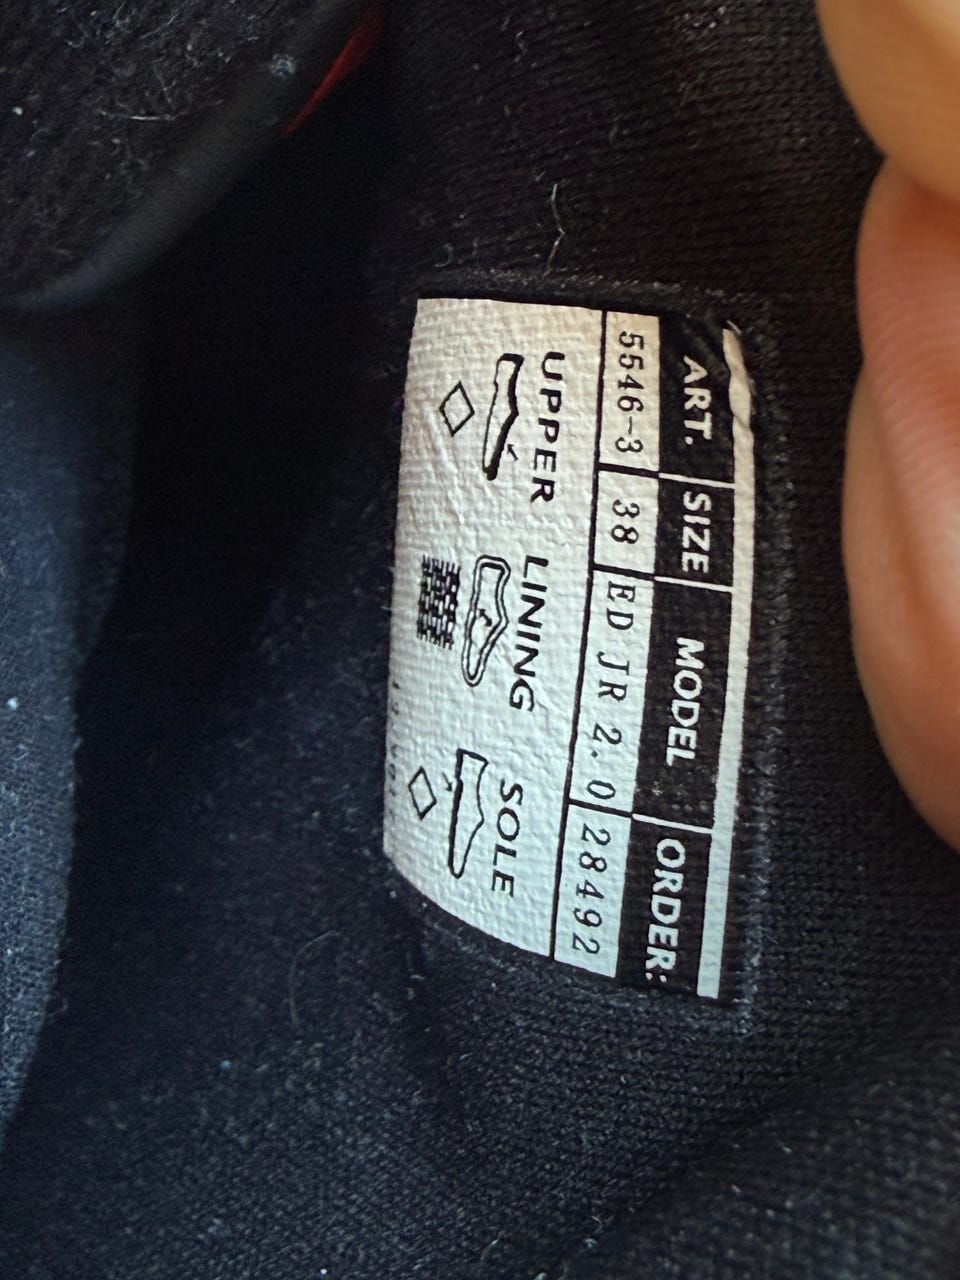 ART. SIZE MODEL ORDER:
5546-3 38 ED JR 2.0 28492
UPPER LINING SOLE